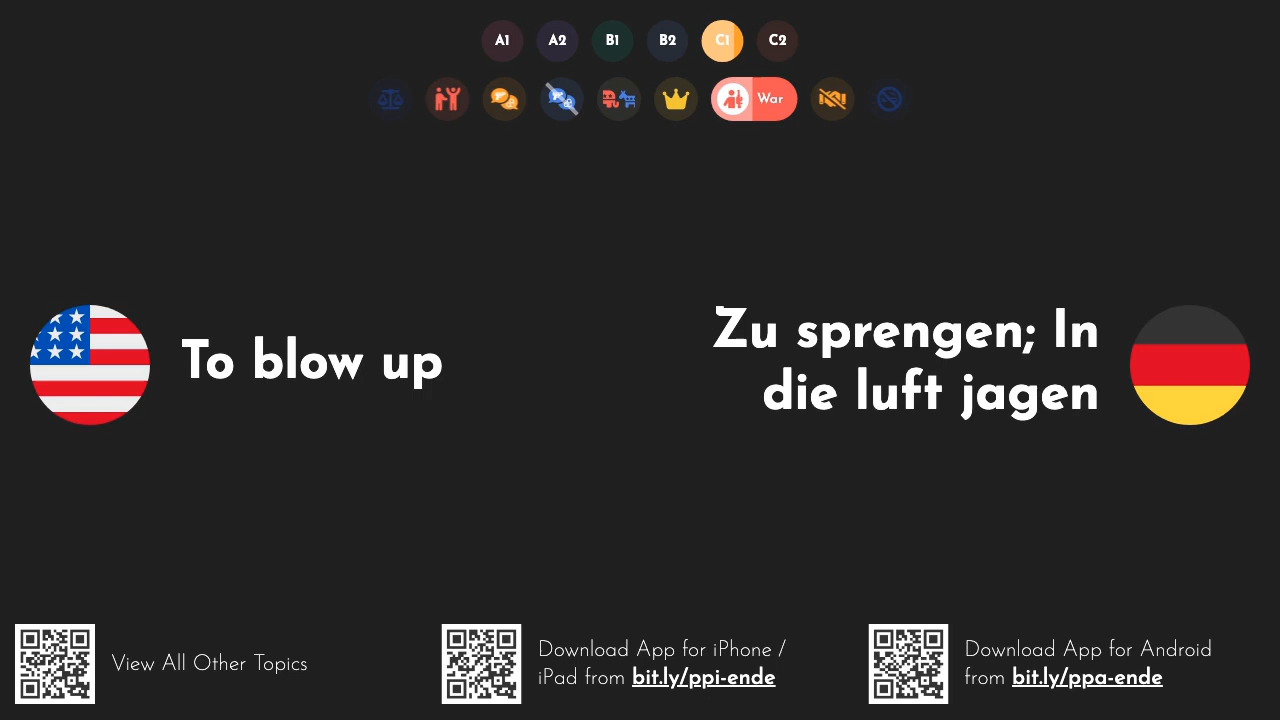 A1 A2 B1 B2 C1 C2
War
To blow up
Zu sprengen; In
die luft jagen
View All Other Topics
Download App for iPhone /
iPad from bit.ly/ppi-ende
Download App for Android
from bit.ly/ppa-ende